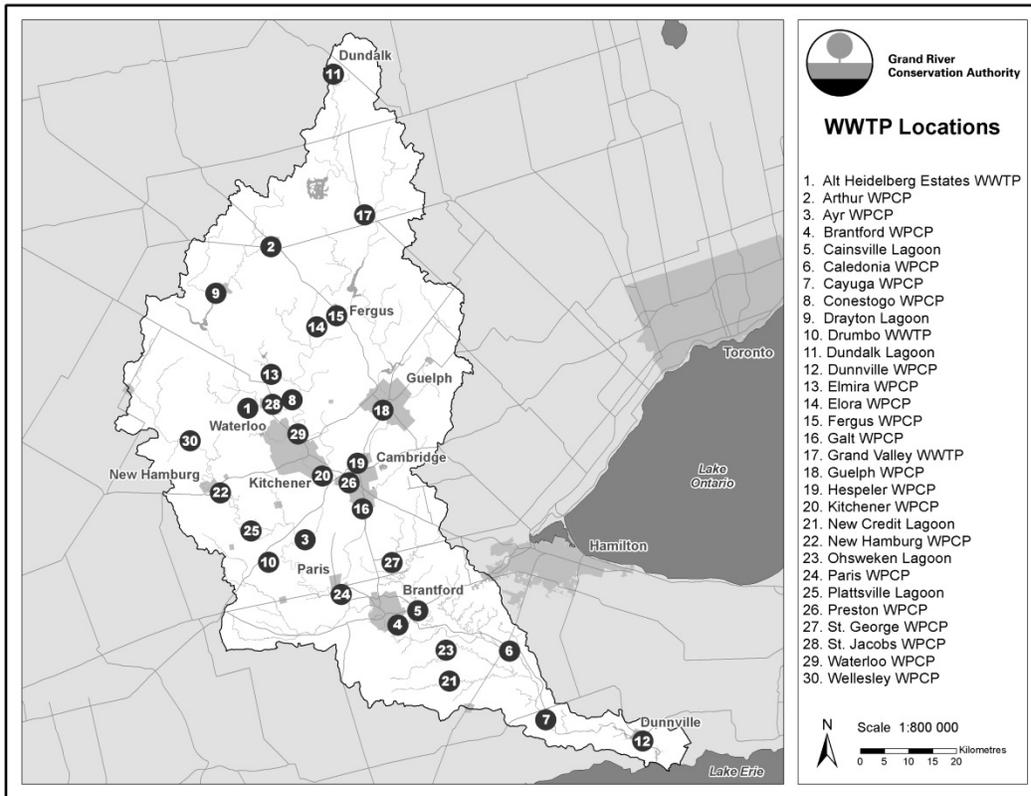 Dundalk
11
17
2
9
Fergus
15
14
13
Guelph
8
28
1
18
Waterloo
29
30
Cambridge
19
New Hamburg
Kitchener
20
26
22
16
25
3
10
27
Paris
24
Brantford
5
4
23
6
21
7
Dunnville
12
Toronto
Lake
Ontario
Hamilton
Lake Erie
Grand River
Conservation Authority
WWTP Locations
1. Alt Heidelberg Estates WWTP
2. Arthur WPCP
3. Ayr WPCP
4. Brantford WPCP
5. Cainsville Lagoon
6. Caledonia WPCP
7. Cayuga WPCP
8. Conestogo WPCP
9. Drayton Lagoon
10. Drumbo WWTP
11. Dundalk Lagoon
12. Dunnville WPCP
13. Elmira WPCP
14. Elora WPCP
15. Fergus WPCP
16. Galt WPCP
17. Grand Valley WWTP
18. Guelph WPCP
19. Hespeler WPCP
20. Kitchener WPCP
21. New Credit Lagoon
22. New Hamburg WPCP
23. Ohsweken Lagoon
24. Paris WPCP
25. Plattsville Lagoon
26. Preston WPCP
27. St. George WPCP
28. St. Jacobs WPCP
29. Waterloo WPCP
30. Wellesley WPCP
N
Scale 1:800 000
Kilometres
0 5 10 15 20